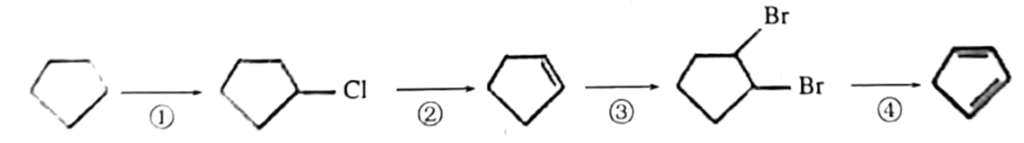 Br
Cl
Br
①
②
③
④